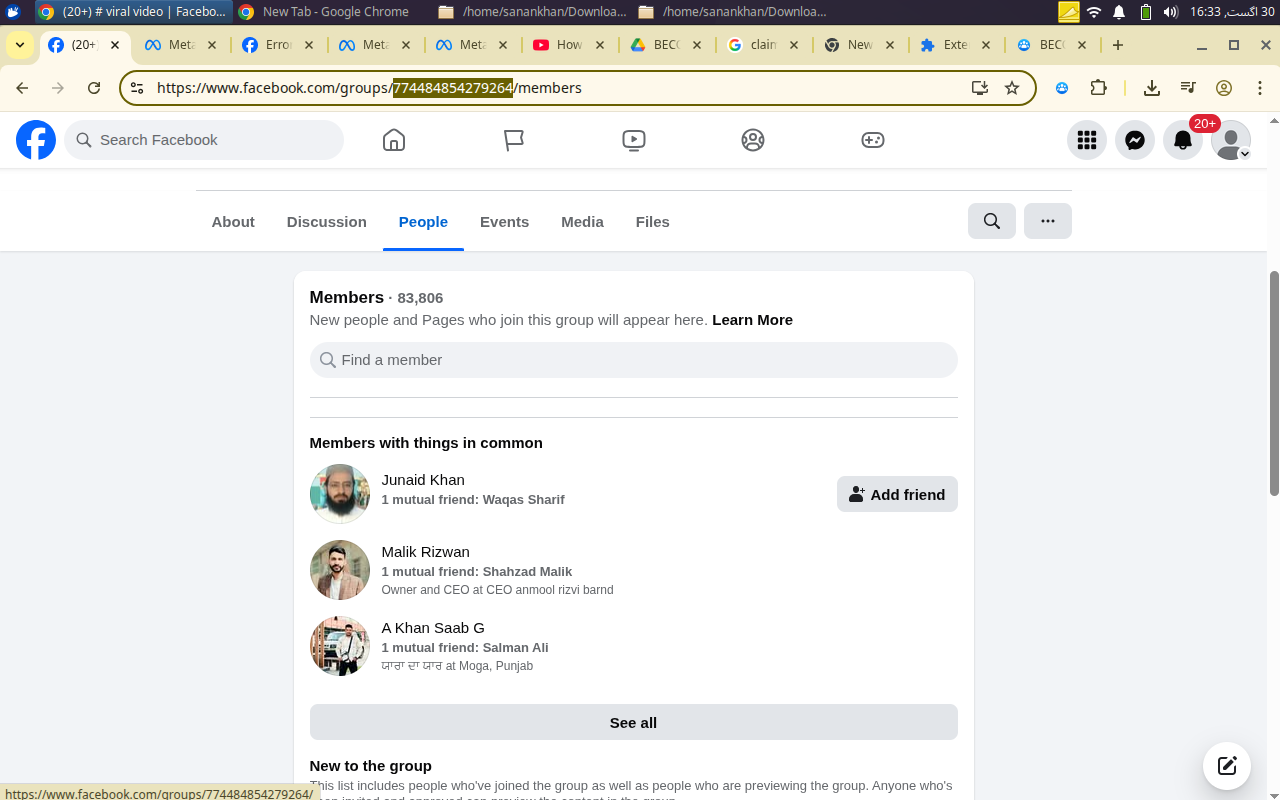 (20+) # viral video | Facebo...
New Tab - Google Chrome
/home/sanankhan/Downloa...
/home/sanankhan/Downloa...
30 اگست, 16:33
(20+
Meta
Error
Meta
Meta
How
BECC
claim
New
Exte
BEC
https://www.facebook.com/groups/774484854279264/members
Search Facebook
20+
About
Discussion
People
Events
Media
Files
Members · 83,806
New people and Pages who join this group will appear here. Learn More
Find a member
Members with things in common
Junaid Khan
1 mutual friend: Waqas Sharif
Add friend
Malik Rizwan
1 mutual friend: Shahzad Malik
Owner and CEO at CEO anmool rizvi barnd
A Khan Saab G
1 mutual friend: Salman Ali
ਯਾਰਾ ਦਾ ਯਾਰ at Moga, Punjab
See all
New to the group
This list includes people who've joined the group as well as people who are previewing the group. Anyone who's
https://www.facebook.com/groups/774484854279264/